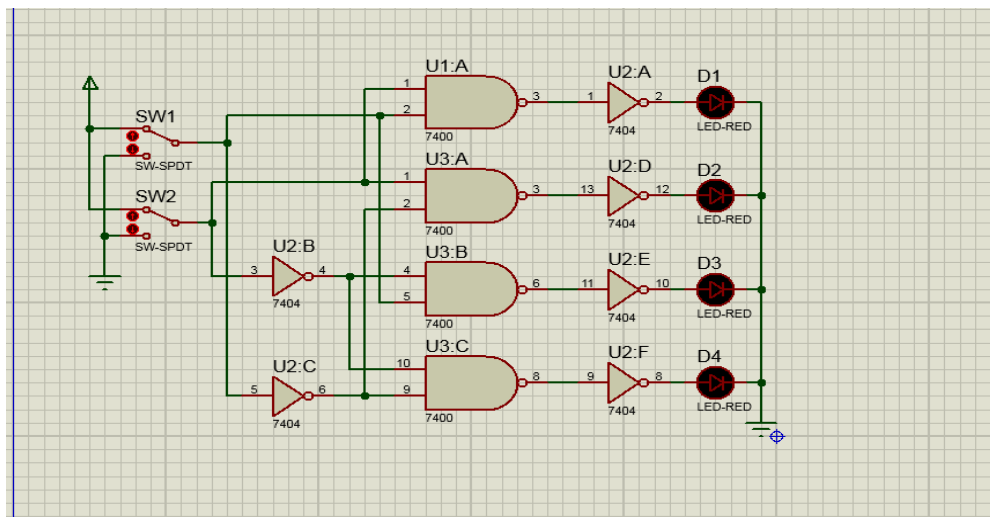 SW1
SW-SPDT
SW2
SW-SPDT
U2:B
3 4
7404
U2:C
5 6
7404
U1:A
1
2
3
7400
U3:A
1
2
3
7400
U3:B
4
5
6
7400
U3:C
10
9
8
7400
U2:A
1 2
7404
U2:D
13 12
7404
U2:E
11 10
7404
U2:F
9 8
7404
D1
LED-RED
D2
LED-RED
D3
LED-RED
D4
LED-RED